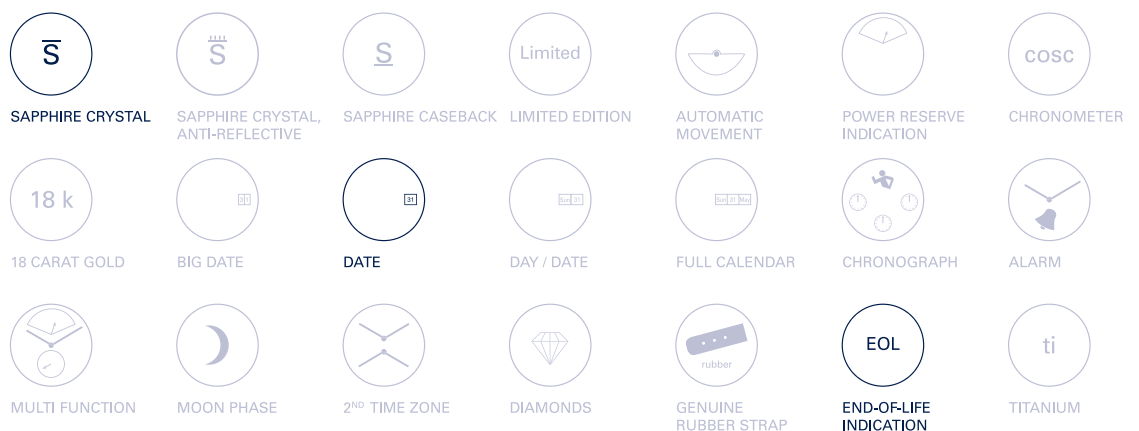 S
S
S
Limited
cosc
SAPPHIRE CRYSTAL
SAPPHIRE CRYSTAL,
ANTI-REFLECTIVE
SAPPHIRE CASEBACK
LIMITED EDITION
AUTOMATIC
MOVEMENT
POWER RESERVE
INDICATION
CHRONOMETER
18 k
31
31
Sun 31
Sun 31 May
18 CARAT GOLD
BIG DATE
DATE
DAY / DATE
FULL CALENDAR
CHRONOGRAPH
ALARM
rubber
EOL
ti
MULTI FUNCTION
MOON PHASE
2ND TIME ZONE
DIAMONDS
GENUINE
RUBBER STRAP
END-OF-LIFE
INDICATION
TITANIUM